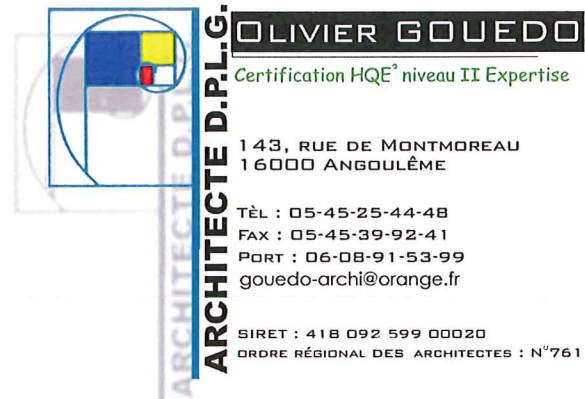 OLIVIER GOUEDO
Certification HQE® niveau II Expertise
ARCHITECTE D.P.L.G.
143, RUE DE MONTMOREAU
16000 ANGOULÊME
TÈL : 05-45-25-44-48
FAX : 05-45-39-92-41
PORT : 06-08-91-53-99
gouedo-archi@orange.fr
SIRET : 418 092 599 00020
ORDRE RÉGIONAL DES ARCHITECTES : N°761